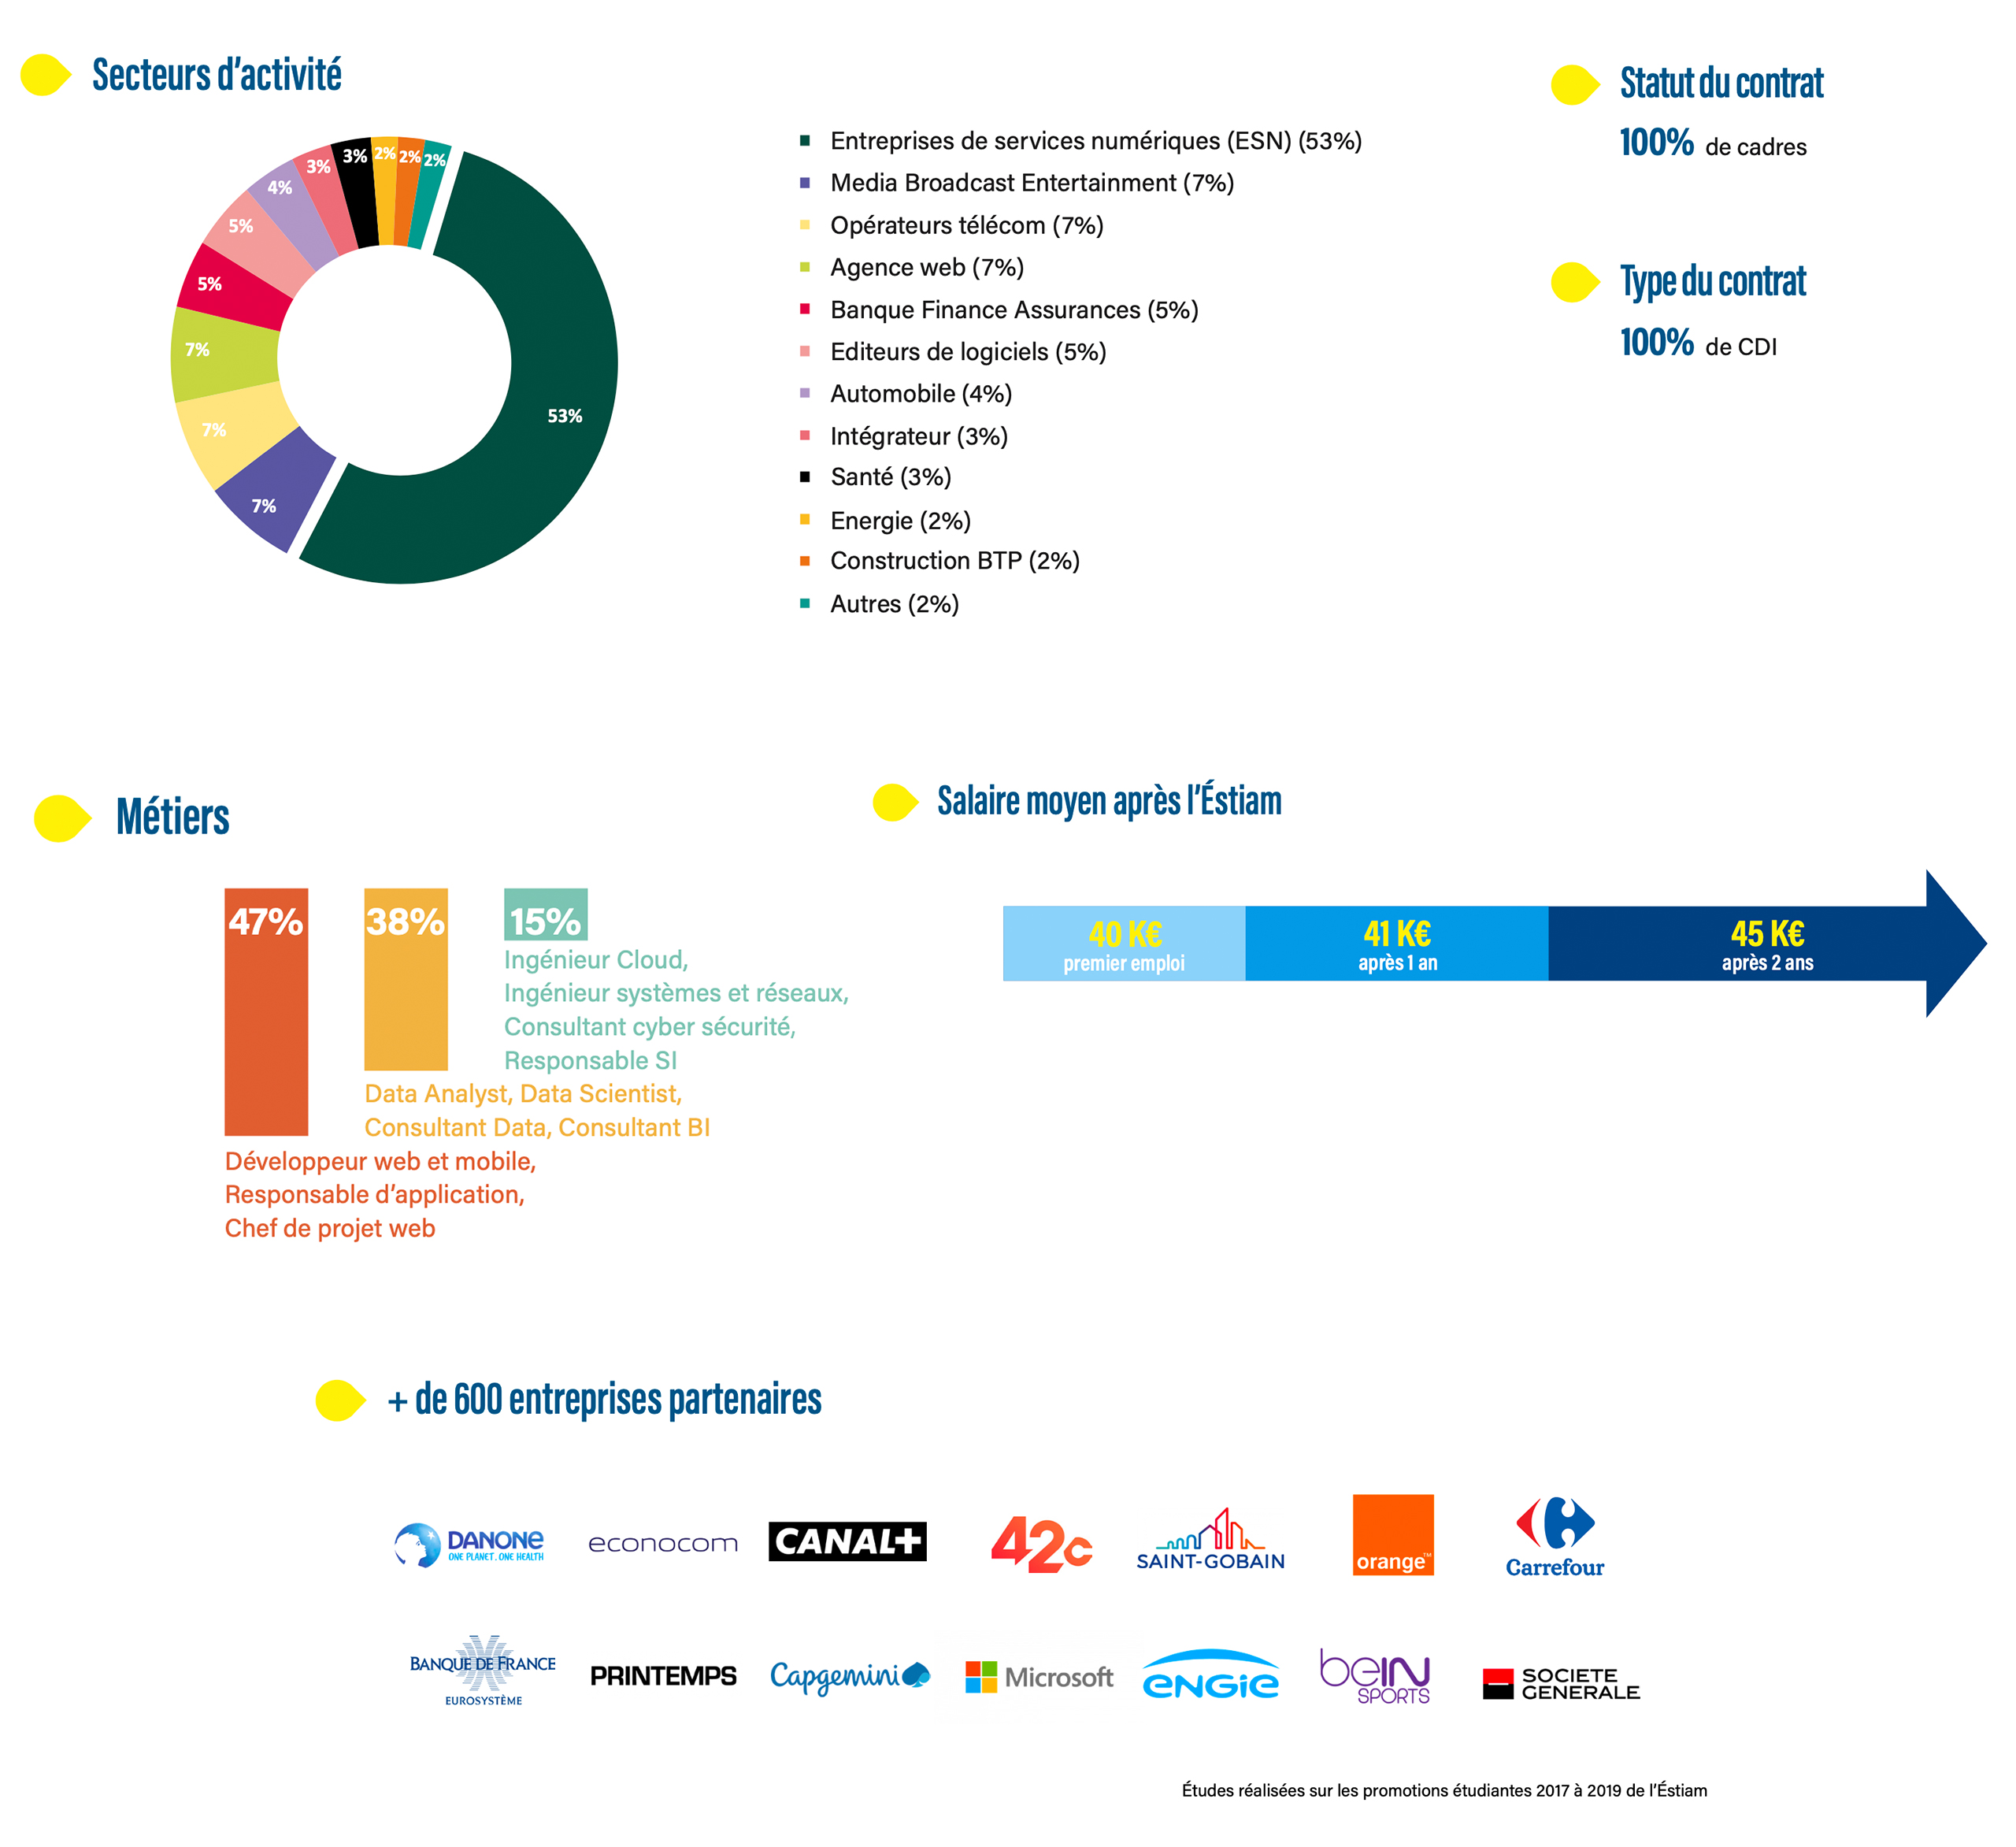 Secteurs d'activité
2%
2%
2%
3%
3%
4%
5%
5%
7%
7%
7%
53%
Entreprises de services numériques (ESN) (53%)
Media Broadcast Entertainment (7%)
Opérateurs télécom (7%)
Agence web (7%)
Banque Finance Assurances (5%)
Editeurs de logiciels (5%)
Automobile (4%)
Intégrateur (3%)
Santé (3%)
Energie (2%)
Construction BTP (2%)
Autres (2%)
Statut du contrat
100% de cadres
Type du contrat
100% de CDI
Métiers
47%
38%
15%
Ingénieur Cloud,
Ingénieur systèmes et réseaux,
Consultant cyber sécurité,
Responsable SI
Data Analyst, Data Scientist,
Consultant Data, Consultant BI
Développeur web et mobile,
Responsable d'application,
Chef de projet web
Salaire moyen après l'Éstiam
40 K€
premier emploi
41 K€
après 1 an
45 K€
après 2 ans
+ de 600 entreprises partenaires
DANONE
ONE PLANET. ONE HEALTH
econocom
CANAL+
42c
SAINT-GOBAIN
orange™
Carrefour
BANQUE DE FRANCE
EUROSYSTÈME
PRINTEMPS
Capgemini
Microsoft
ENGIE
beIN
SPORTS
SOCIETE
GENERALE
Études réalisées sur les promotions étudiantes 2017 à 2019 de l'Éstiam